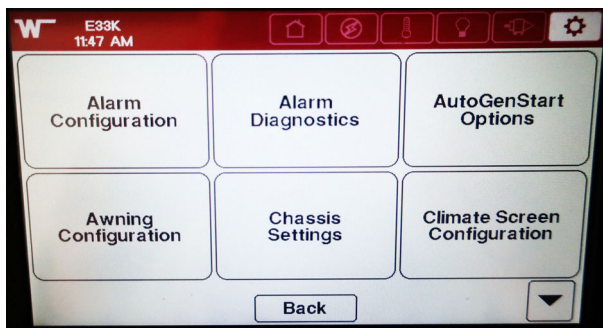 W
E33K
11:47 AM
Alarm
Configuration
Alarm
Diagnostics
AutoGenStart
Options
Awning
Configuration
Chassis
Settings
Climate Screen
Configuration
Back